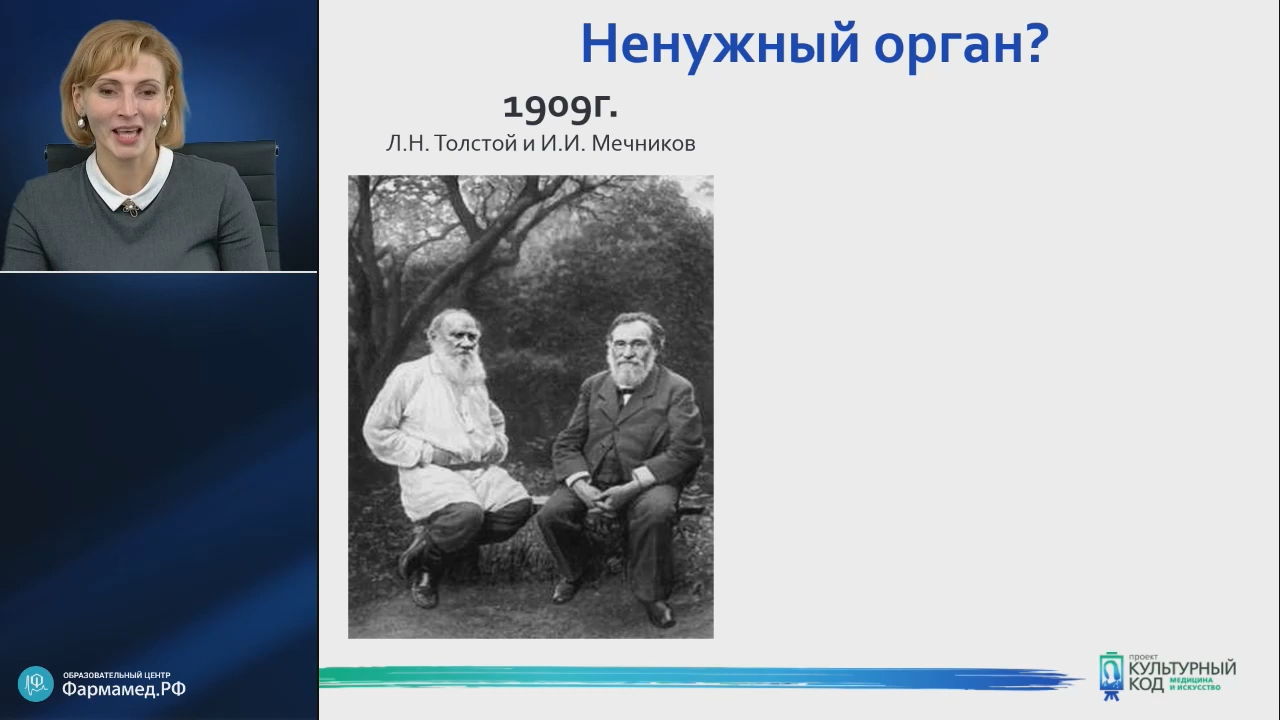 Ненужный орган?
1909г.
Л.Н. Толстой и И.И. Мечников
ОБРАЗОВАТЕЛЬНЫЙ ЦЕНТР
Фармамед.РФ
проект
КУЛЬТУРНЫЙ
КОД
МЕДИЦИНА
И ИСКУССТВО